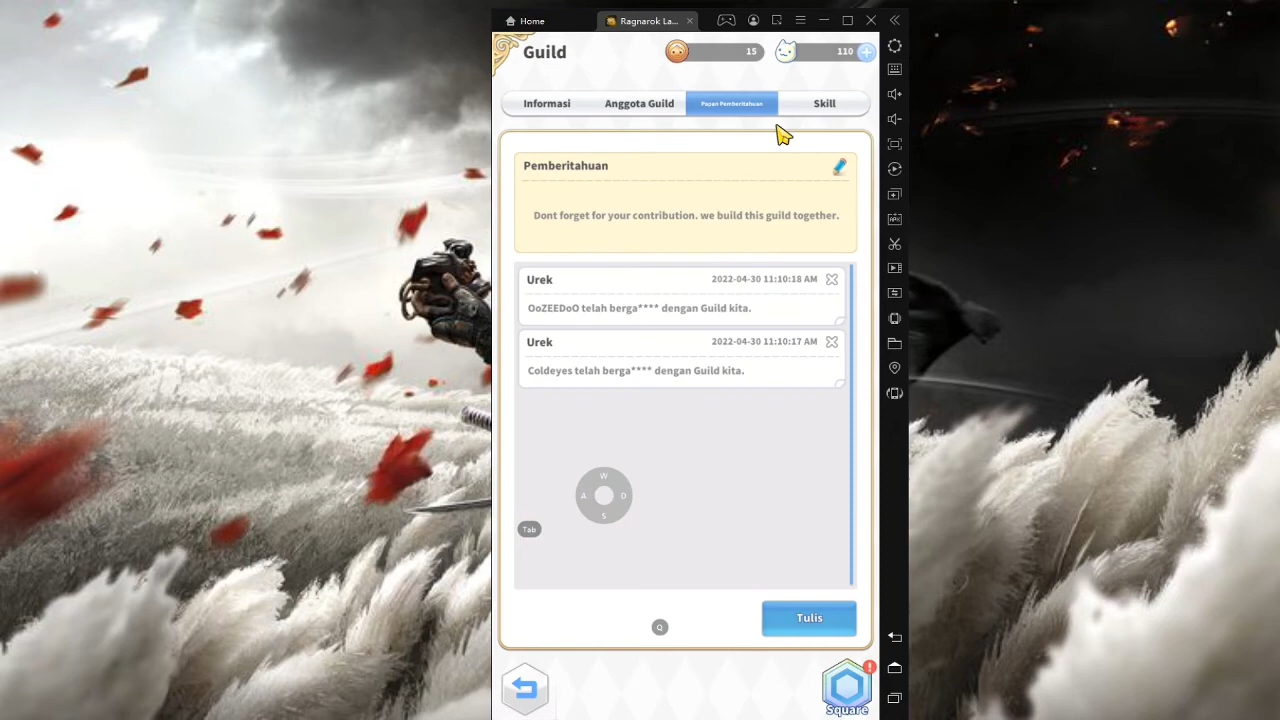 Home
Ragnarok La...
Guild
15
110
Informasi
Anggota Guild
Papan Pemberitahuan
Skill
Pemberitahuan
Dont forget for your contribution. we build this guild together.
Urek
2022-04-30 11:10:18 AM
OoZEEDoO telah berga**** dengan Guild kita.
Urek
2022-04-30 11:10:17 AM
Coldeyes telah berga**** dengan Guild kita.
W
A
D
S
Tab
Tulis
Q
Square